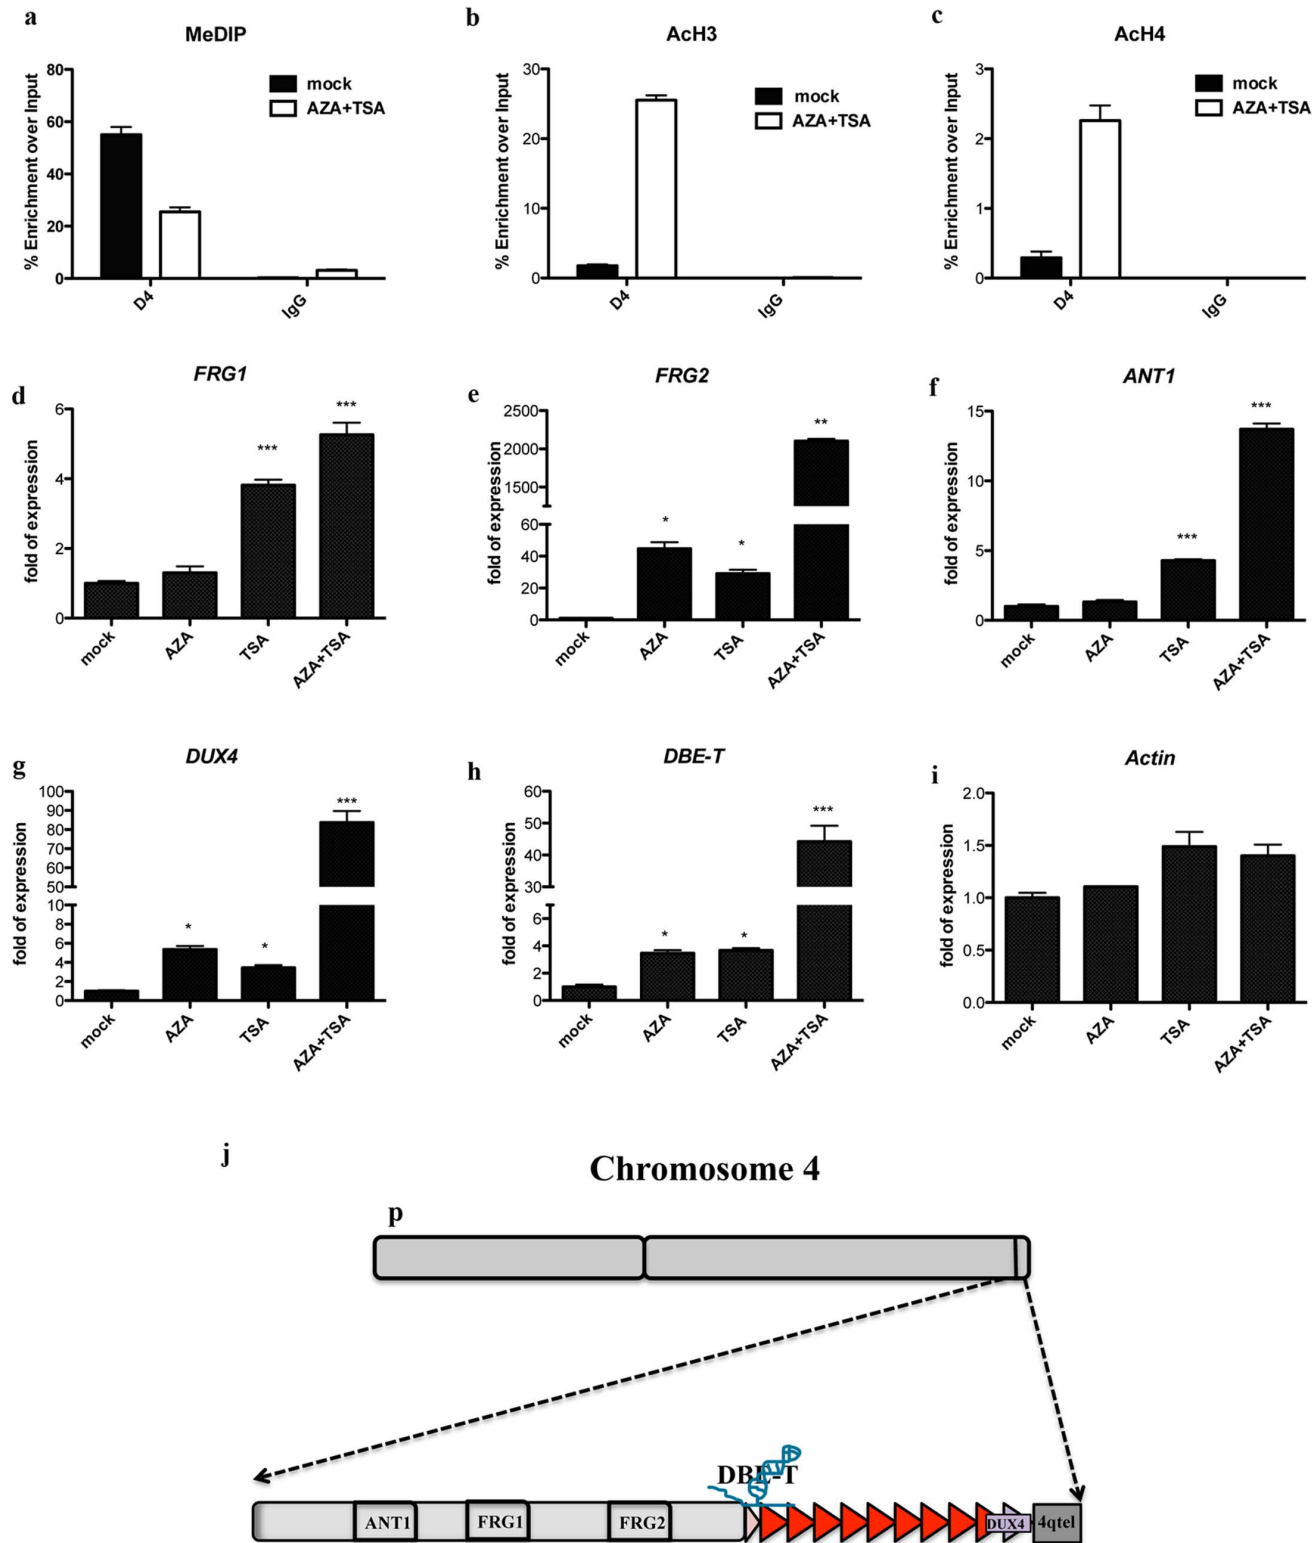 a
MeDIP
% Enrichment over Input
80
60
40
20
0
mock
AZA+TSA
D4
IgG
b
AcH3
% Enrichment over Input
30
20
10
0
mock
AZA+TSA
D4
IgG
c
AcH4
% Enrichment over Input
3
2
1
0
mock
AZA+TSA
D4
IgG
d
FRG1
fold of expression
6
4
2
0
***
***
mock
AZA
TSA
AZA+TSA
e
FRG2
fold of expression
2500
2000
1500
60
40
20
0
*
*
**
mock
AZA
TSA
AZA+TSA
f
ANT1
fold of expression
15
10
5
0
***
***
mock
AZA
TSA
AZA+TSA
g
DUX4
fold of expression
100
90
80
70
60
50
10
8
6
4
2
0
*
*
***
mock
AZA
TSA
AZA+TSA
h
DBE-T
fold of expression
60
50
40
30
6
4
2
0
*
*
***
mock
AZA
TSA
AZA+TSA
i
Actin
fold of expression
2.0
1.5
1.0
0.5
0.0
mock
AZA
TSA
AZA+TSA
j
Chromosome 4
p
DBE-T
ANT1
FRG1
FRG2
DUX4
4qtel